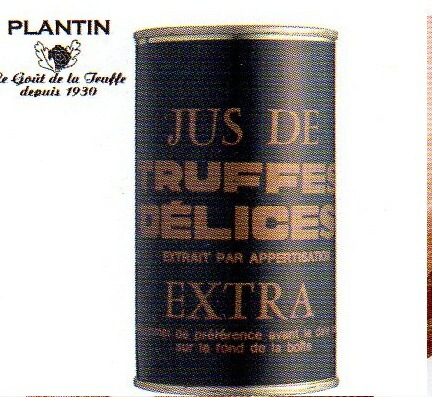 PLANTIN
Le Goût de la Truffe
depuis 1930
JUS DE
TRUFFES
DÉLICES
EXTRAIT PAR APPERTISATION
EXTRA
de préférence avant la
sur le fond de la boîte